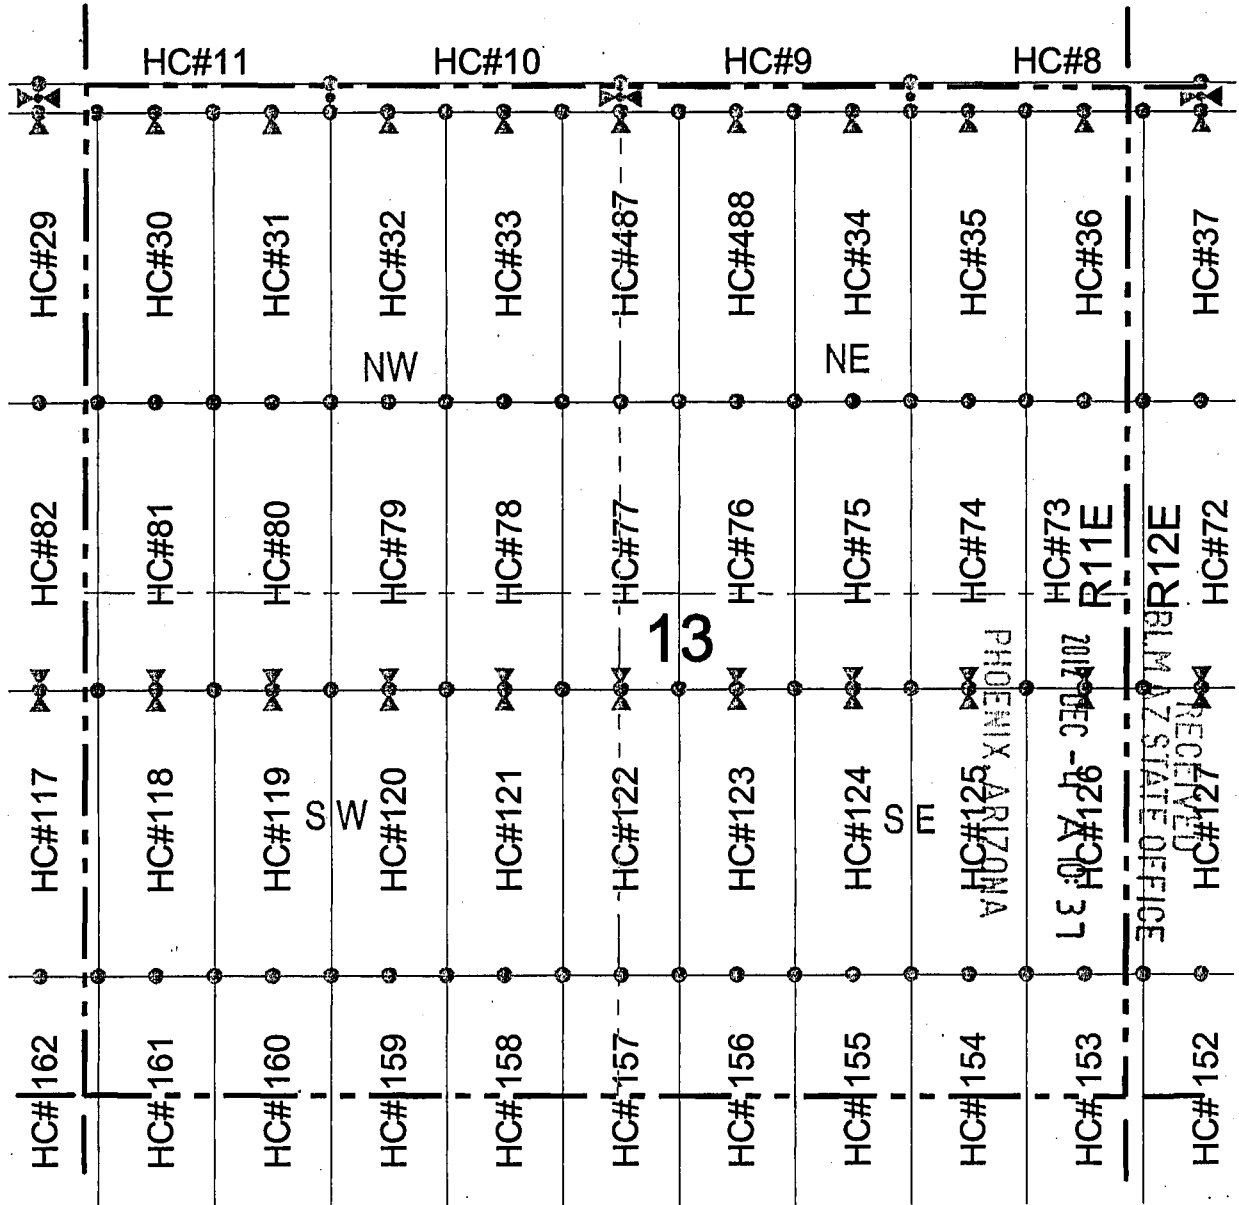 HC#11 HC#10 HC#9 HC#8
HC#29 HC#30 HC#31 HC#32 HC#33 HC#487 HC#488 HC#34 HC#35 HC#36 HC#37
NW NE
HC#82 HC#81 HC#80 HC#79 HC#78 HC#77 HC#76 HC#75 HC#74 HC#73 R11E R12E HC#72
13
HC#117 HC#118 HC#119 HC#120 HC#121 HC#122 HC#123 HC#124 HC#125 HC#126 HC#127
SW SE
RECEIVED
BLM AZ STATE OFFICE
DEC - 4 A 10: 31
PHOENIX, ARIZONA
HC# 162 HC# 161 HC# 160 HC# 159 HC# 158 HC# 157 HC# 156 HC# 155 HC# 154 HC# 153 HC# 152